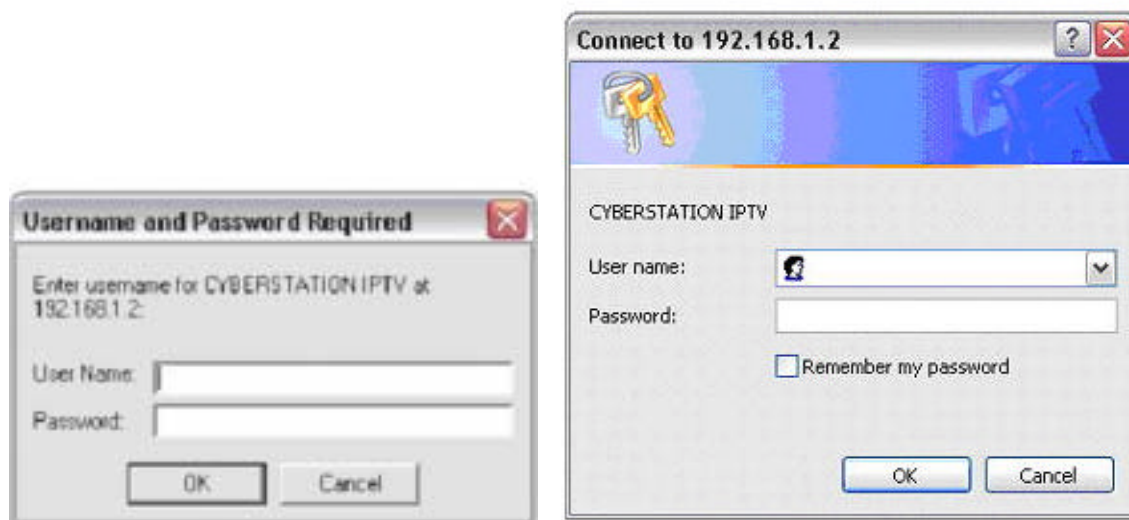 Username and Password Required
Enter username for CYBERSTATION IPTV at
192.168.1.2:
User Name:
Password:
OK
Cancel
Connect to 192.168.1.2
?
CYBERSTATION IPTV
User name:
Password:
Remember my password
OK
Cancel